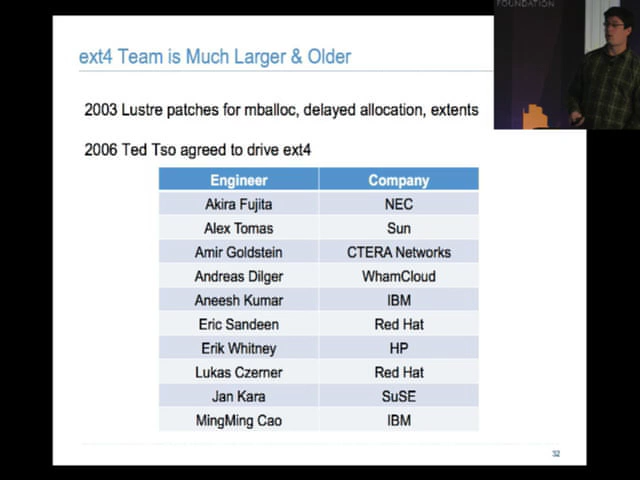 FOUNDATION
ext4 Team is Much Larger & Older
2003 Lustre patches for mballoc, delayed allocation, extents
2006 Ted Tso agreed to drive ext4
Engineer Company
Akira Fujita NEC
Alex Tomas Sun
Amir Goldstein CTERA Networks
Andreas Dilger WhamCloud
Aneesh Kumar IBM
Eric Sandeen Red Hat
Erik Whitney HP
Lukas Czerner Red Hat
Jan Kara SuSE
MingMing Cao IBM
32